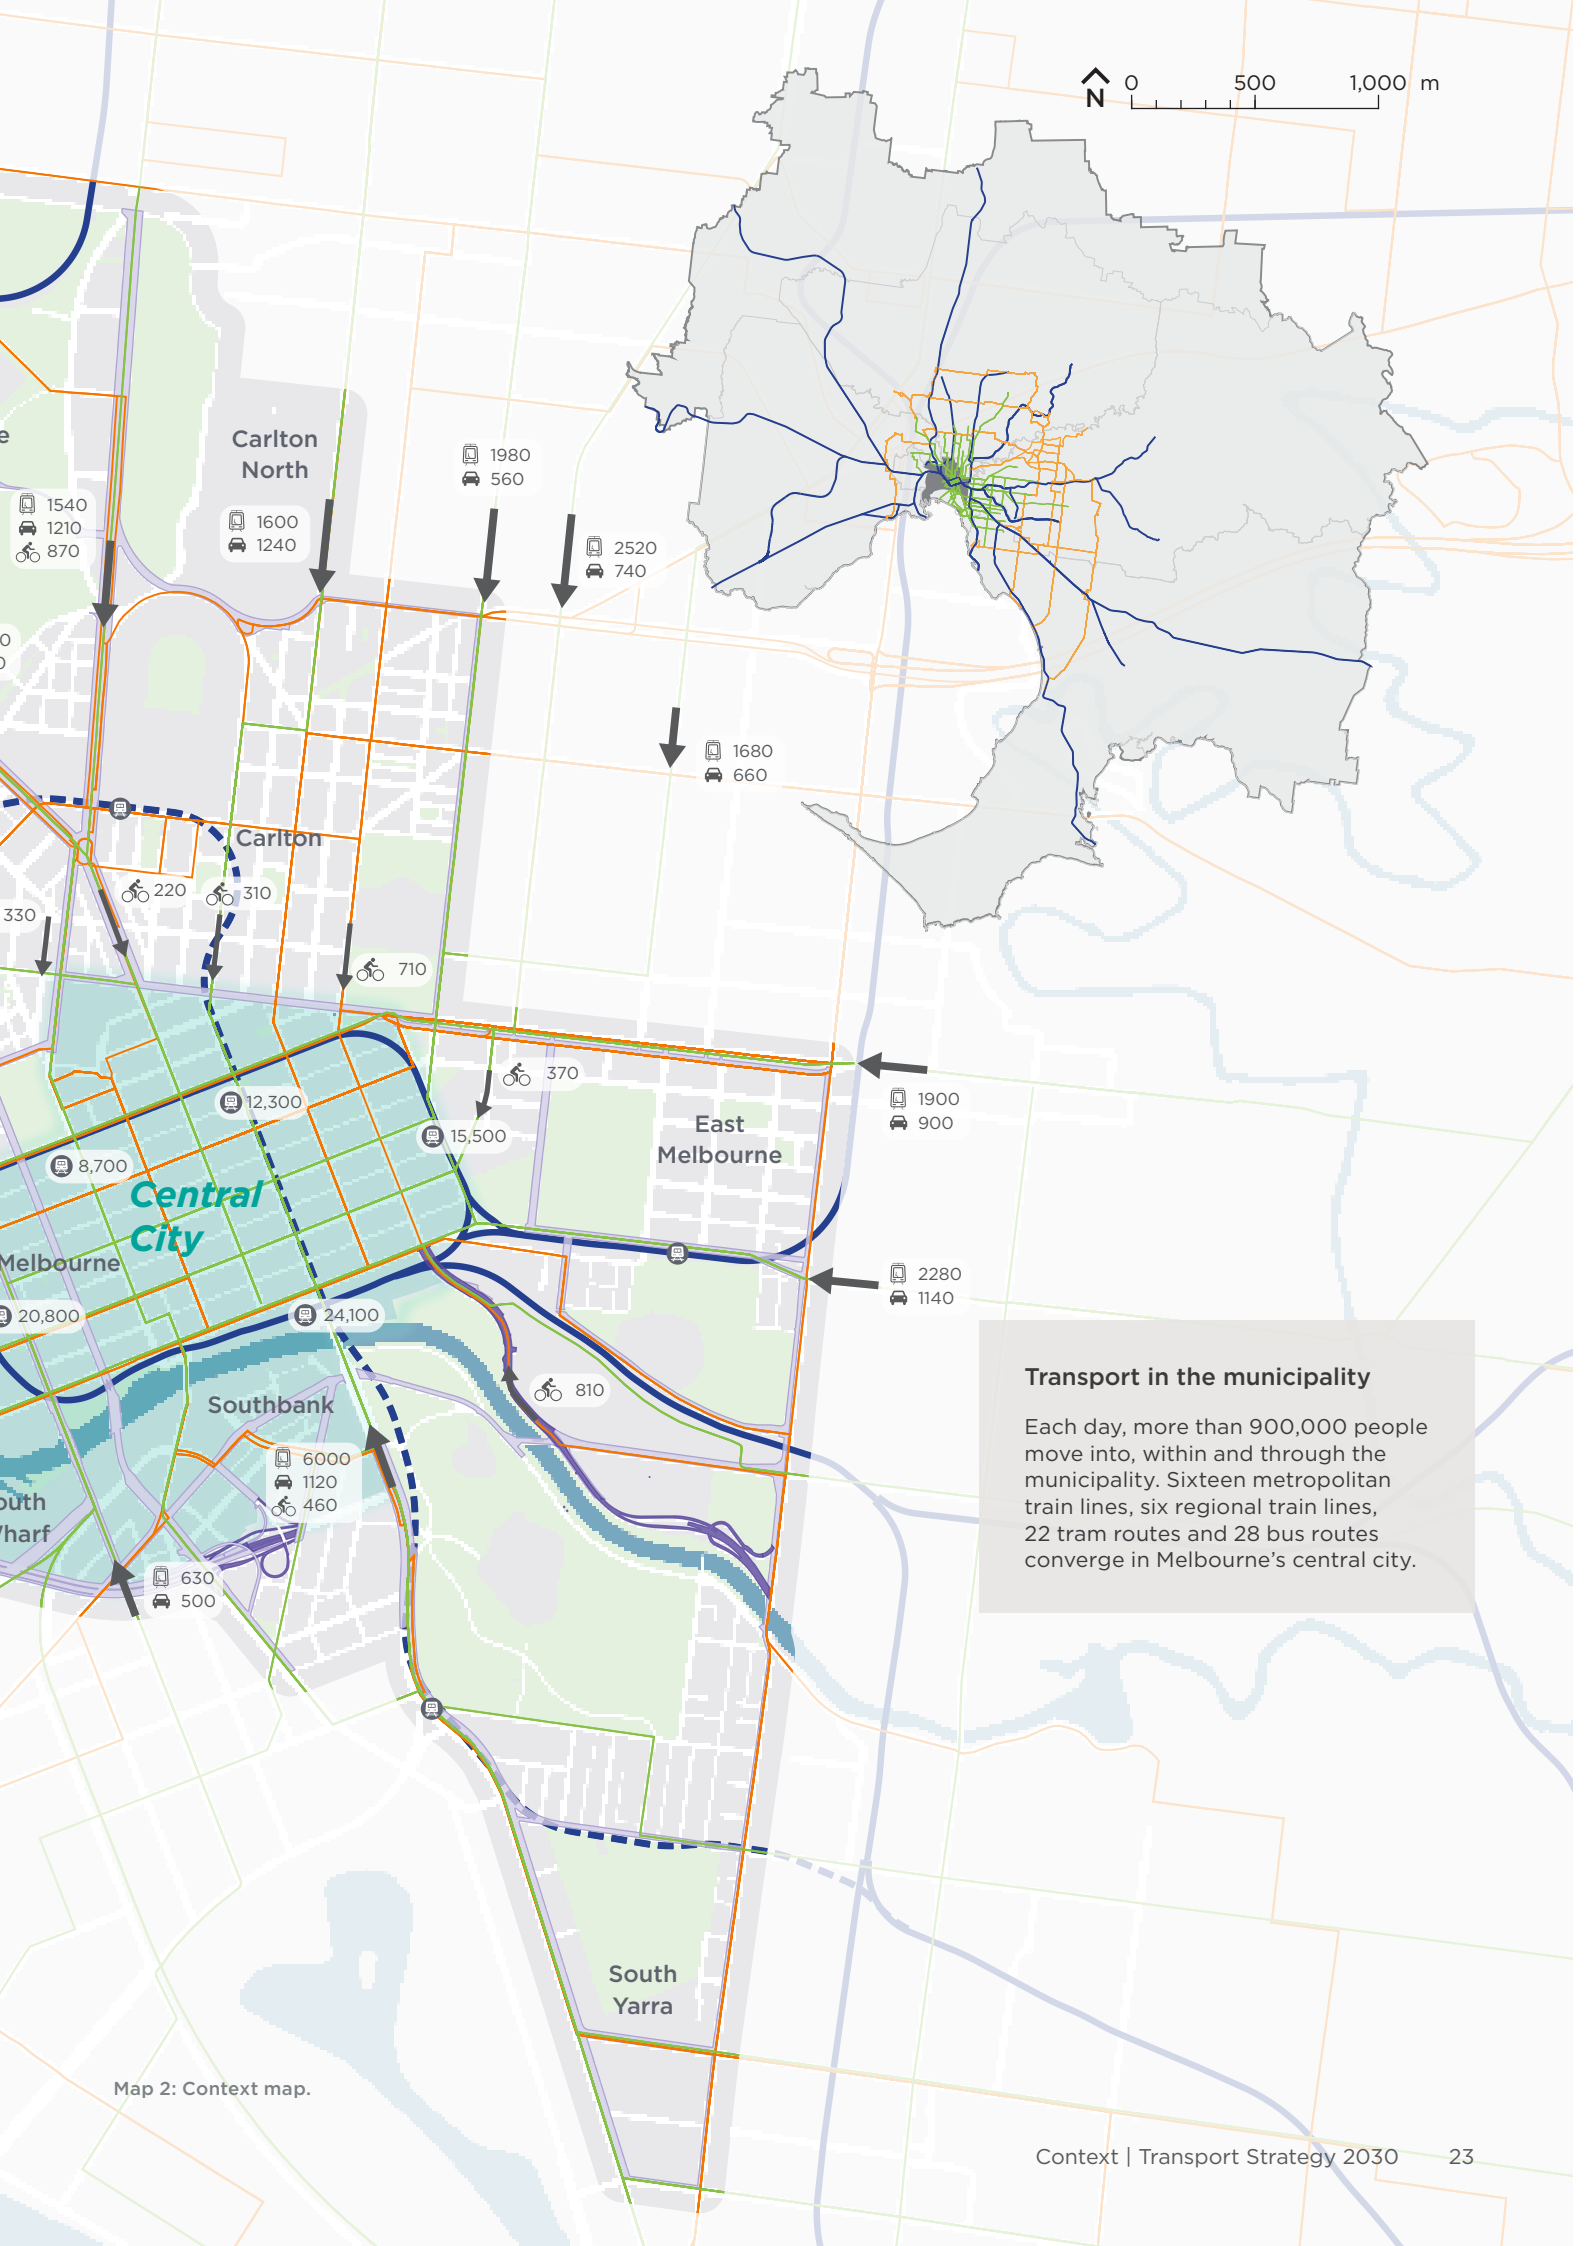 0 500 1,000 m
N
Carlton
North
1980
560
1540
1210
870
1600
1240
2520
740
1680
660
Carlton
220
310
330
710
370
12,300
15,500
1900
900
East
Melbourne
8,700
Central
City
Melbourne
2280
1140
20,800
24,100
810
Southbank
6000
1120
460
630
500
Transport in the municipality
Each day, more than 900,000 people
move into, within and through the
municipality. Sixteen metropolitan
train lines, six regional train lines,
22 tram routes and 28 bus routes
converge in Melbourne’s central city.
South
Yarra
Map 2: Context map.
Context | Transport Strategy 2030 23